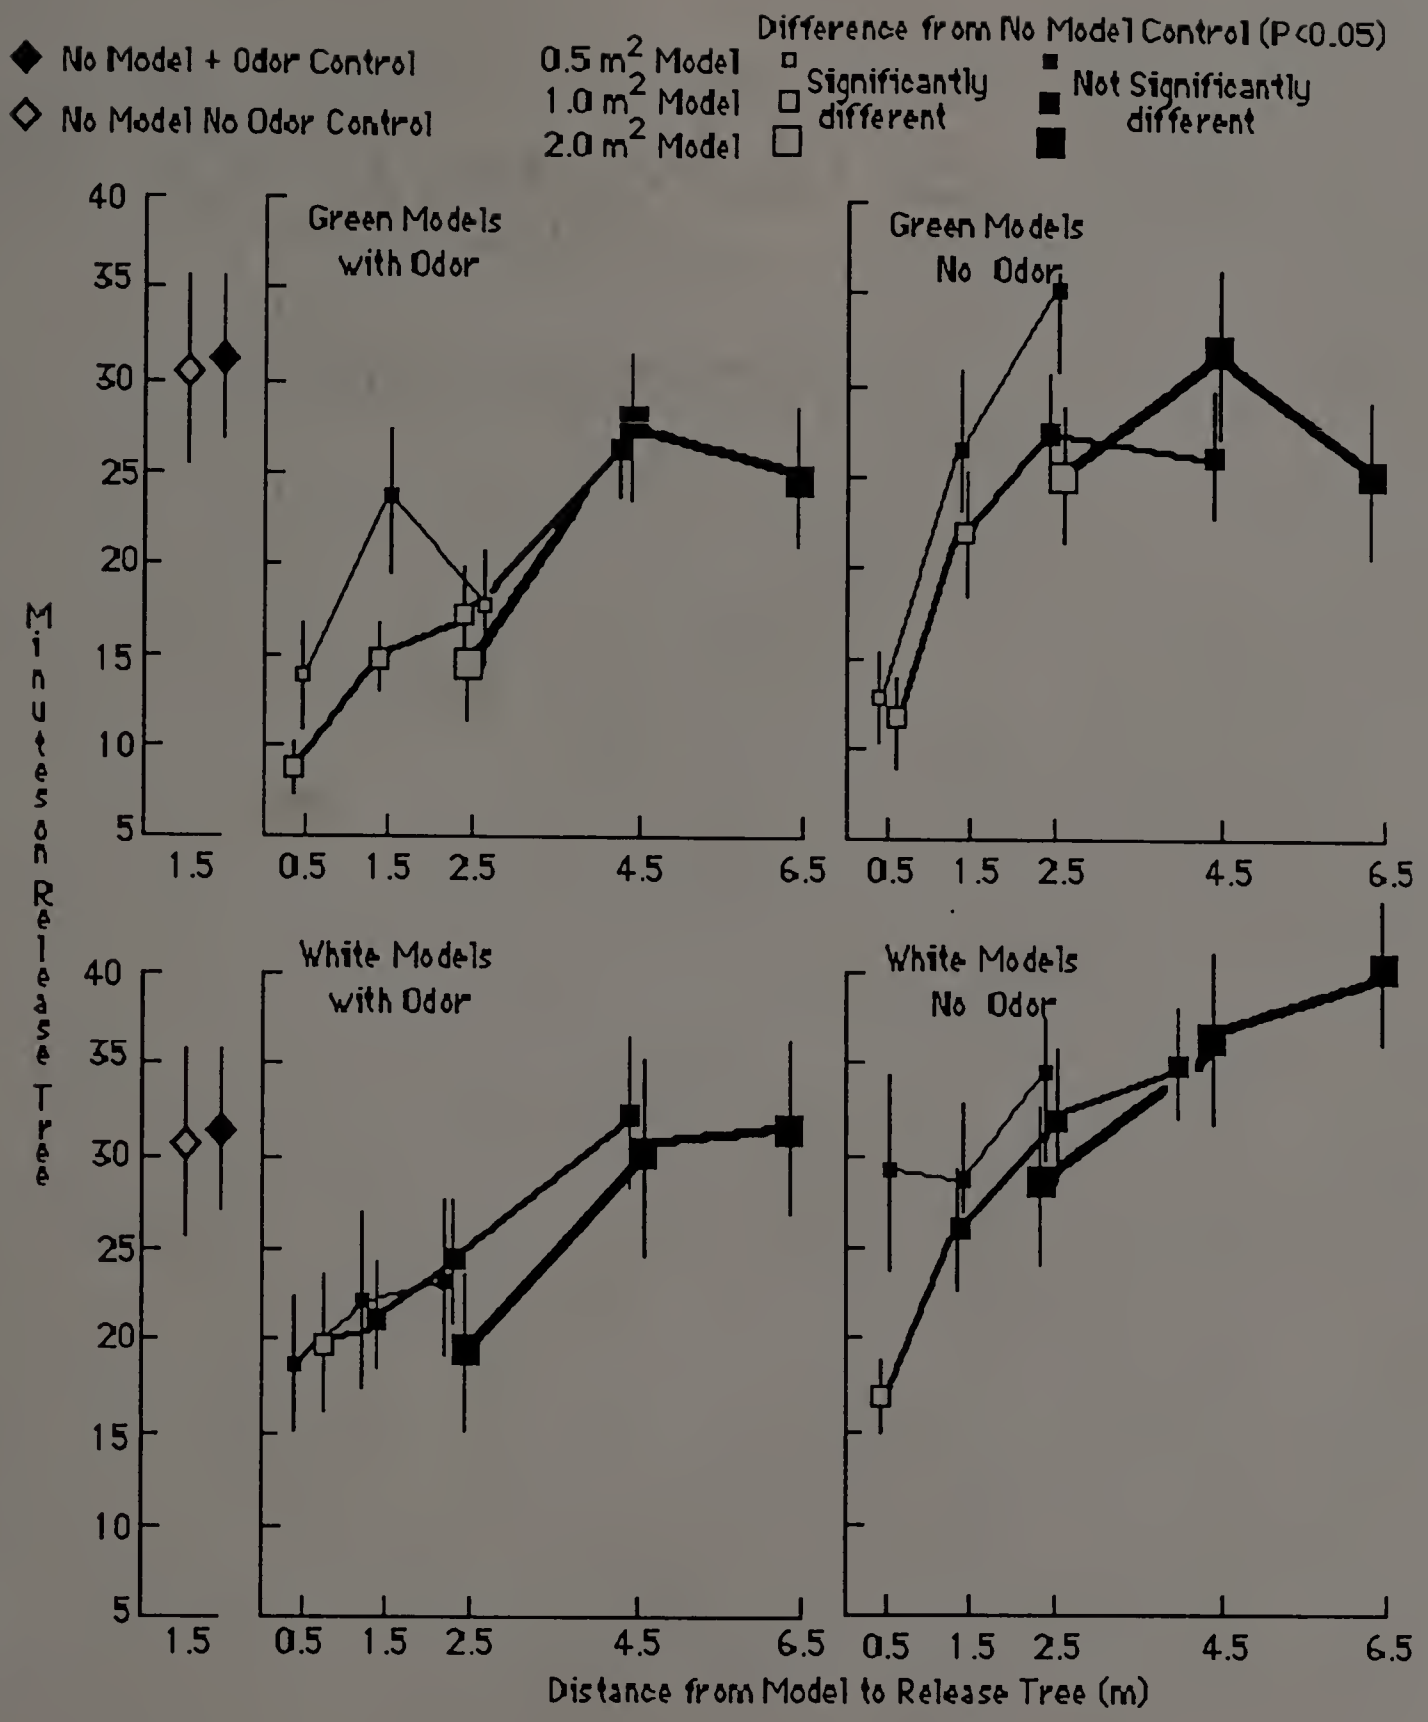 Difference from No Model Control (P<0.05)
No Model + Odor Control
No Model No Odor Control
0.5 m2 Model
1.0 m2 Model
2.0 m2 Model
Significantly
different
Not Significantly
different
Minutes on Release Tree
40
35
30
25
20
15
10
5
1.5
Green Models
with Odor
0.5 1.5 2.5 4.5 6.5
Green Models
No Odor
0.5 1.5 2.5 4.5 6.5
40
35
30
25
20
15
10
5
1.5
White Models
with Odor
0.5 1.5 2.5 4.5 6.5
White Models
No Odor
0.5 1.5 2.5 4.5 6.5
Distance from Model to Release Tree (m)